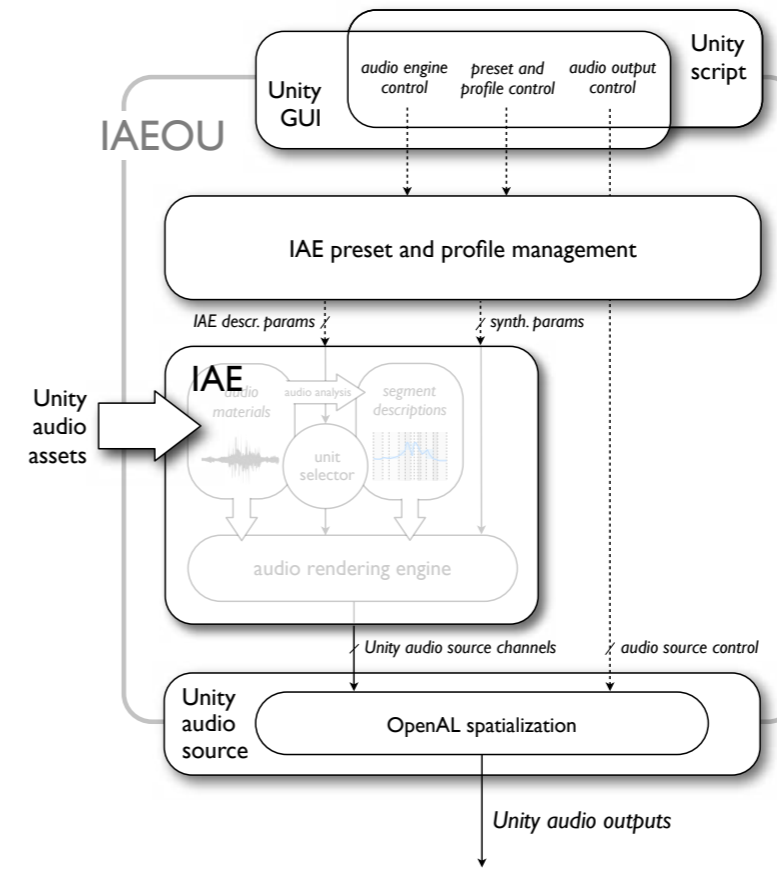 Unity
script
audio engine
control
preset and
profile control
audio output
control
Unity
GUI
IAEOU
IAE preset and profile management
IAE descr. params
synth. params
IAE
audio
materials
audio analysis
segment
descriptions
Unity
audio
assets
unit
selector
audio rendering engine
Unity audio source channels
audio source control
Unity
audio
source
OpenAL spatialization
Unity audio outputs